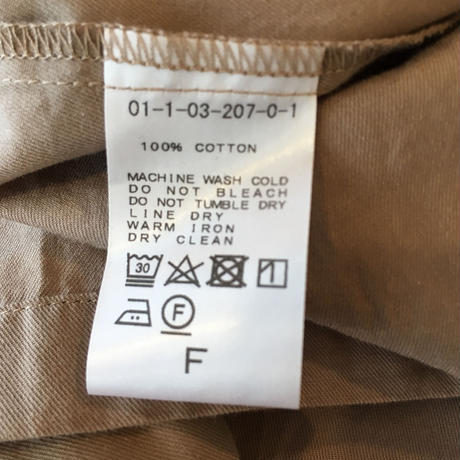 01-1-03-207-0-1
100% COTTON
MACHINE WASH COLD
DO NOT BLEACH
DO NOT TUMBLE DRY
LINE DRY
WARM IRON
DRY CLEAN
30
F
F